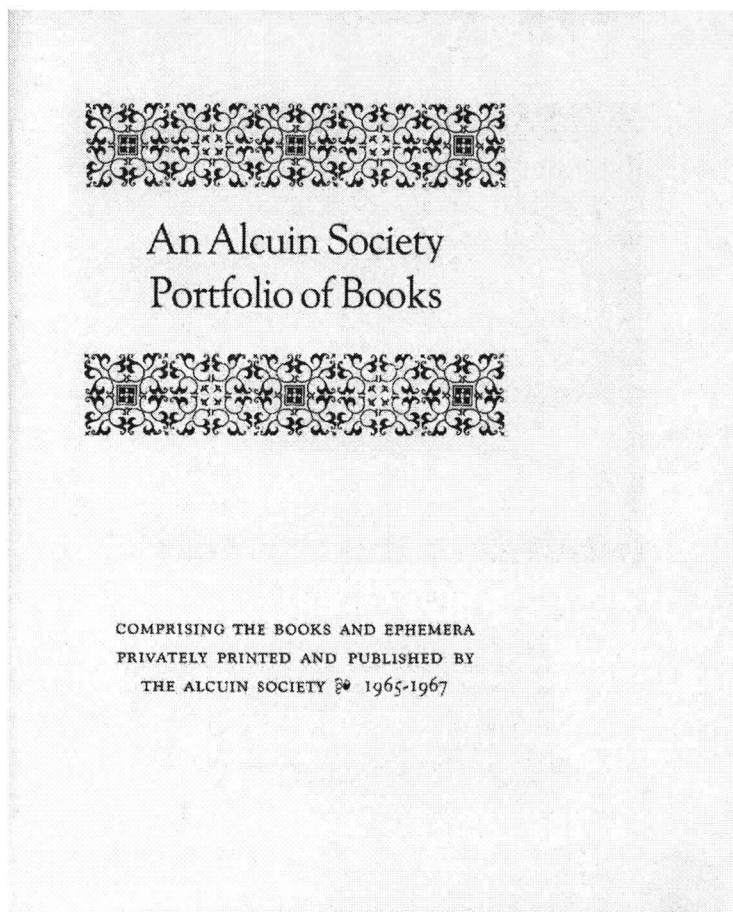 An Alcuin Society
Portfolio of Books
COMPRISING THE BOOKS AND EPHEMERA
PRIVATELY PRINTED AND PUBLISHED BY
THE ALCUIN SOCIETY ❧ 1965-1967